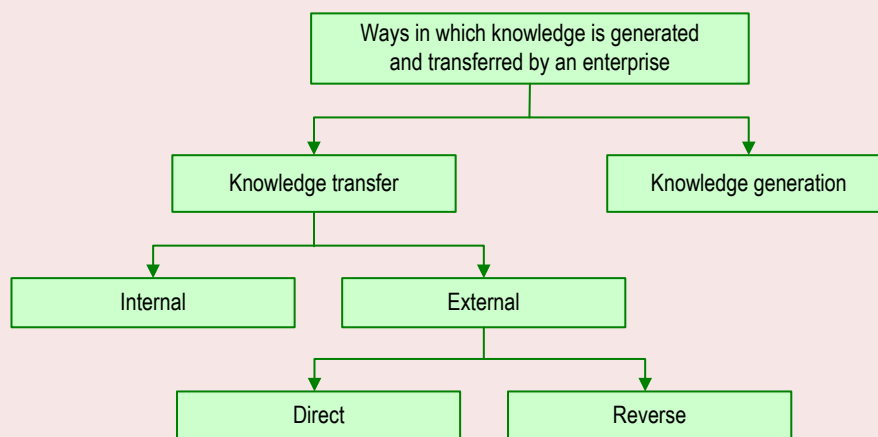 Ways in which knowledge is generated
and transferred by an enterprise
Knowledge transfer
Knowledge generation
Internal
External
Direct
Reverse